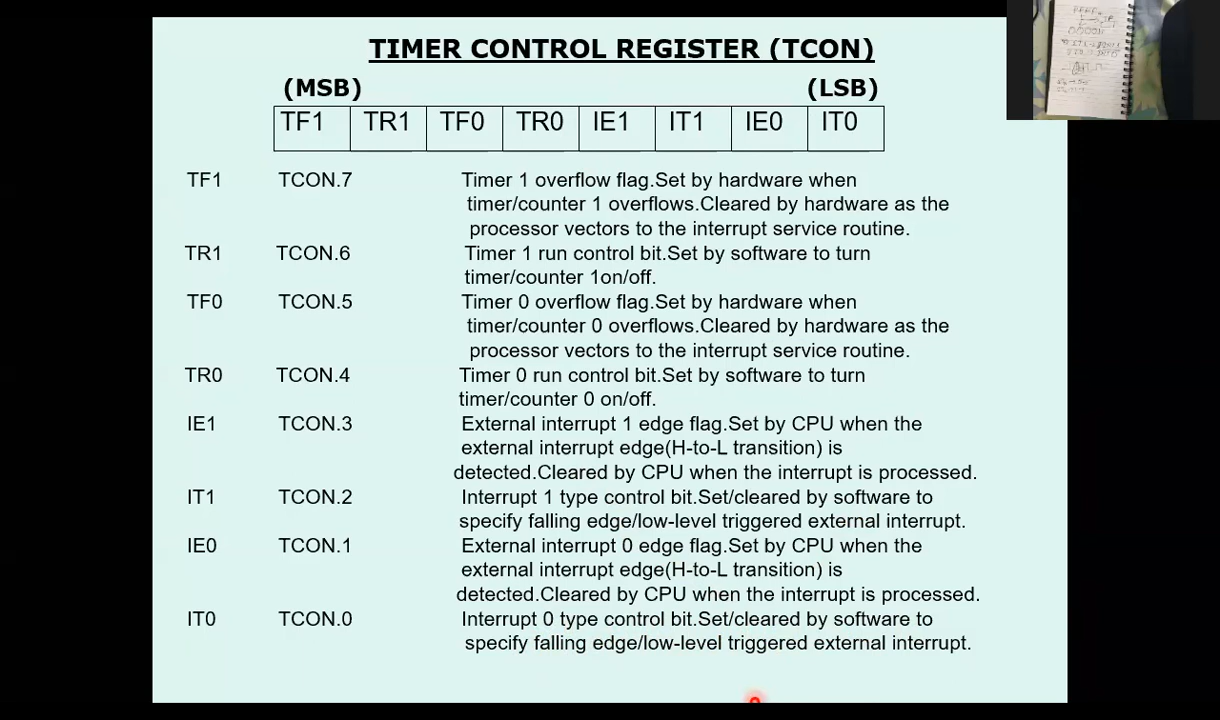 TIMER CONTROL REGISTER (TCON)
(MSB) (LSB)
TF1 TR1 TF0 TR0 IE1 IT1 IE0 IT0
TF1 TCON.7 Timer 1 overflow flag.Set by hardware when
timer/counter 1 overflows.Cleared by hardware as the
processor vectors to the interrupt service routine.
TR1 TCON.6 Timer 1 run control bit.Set by software to turn
timer/counter 1on/off.
TF0 TCON.5 Timer 0 overflow flag.Set by hardware when
timer/counter 0 overflows.Cleared by hardware as the
processor vectors to the interrupt service routine.
TR0 TCON.4 Timer 0 run control bit.Set by software to turn
timer/counter 0 on/off.
IE1 TCON.3 External interrupt 1 edge flag.Set by CPU when the
external interrupt edge(H-to-L transition) is
detected.Cleared by CPU when the interrupt is processed.
IT1 TCON.2 Interrupt 1 type control bit.Set/cleared by software to
specify falling edge/low-level triggered external interrupt.
IE0 TCON.1 External interrupt 0 edge flag.Set by CPU when the
external interrupt edge(H-to-L transition) is
detected.Cleared by CPU when the interrupt is processed.
IT0 TCON.0 Interrupt 0 type control bit.Set/cleared by software to
specify falling edge/low-level triggered external interrupt.